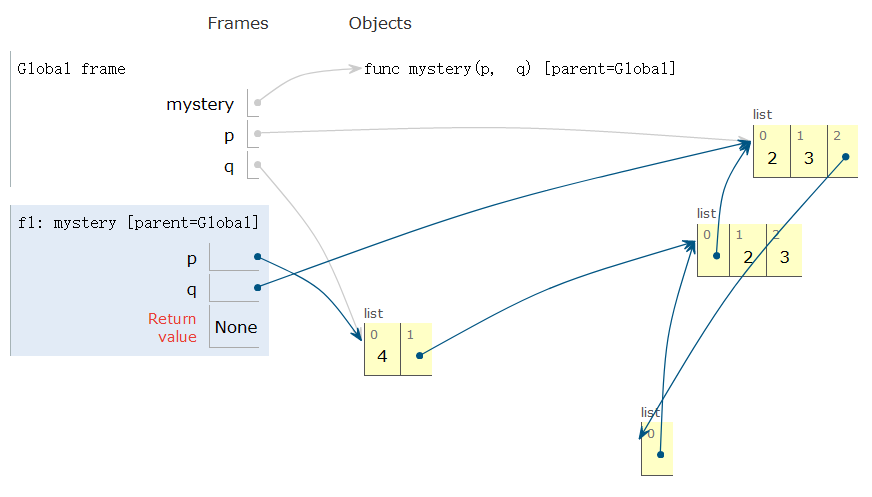 Frames Objects
Global frame
func mystery(p, q) [parent=Global]
mystery
p
q
list
0 1 2
2 3
f1: mystery [parent=Global]
p
q
Return
value
None
list
0 1 2
2 3
list
0 1
4
list
0